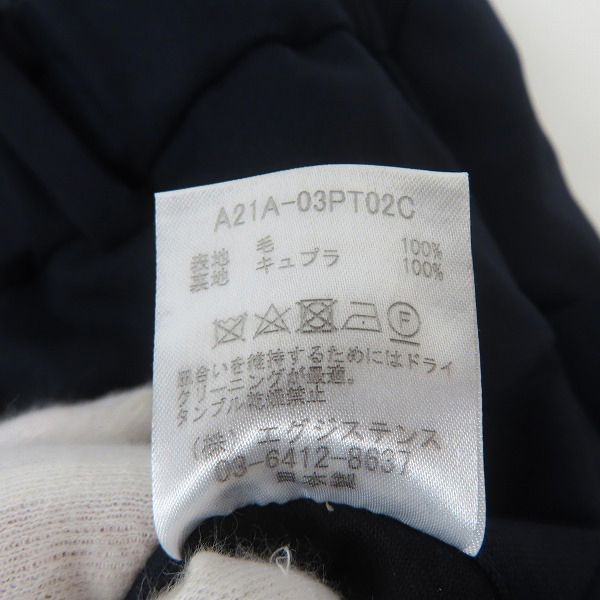 A21A-03PT02C
表地 毛 100%
裏地 キュプラ 100%
F
風合いを維持するためにはドライ
クリーニングが最適。
タンブル乾燥禁止
(株) エグジステンス
03-6412-8637
日本製